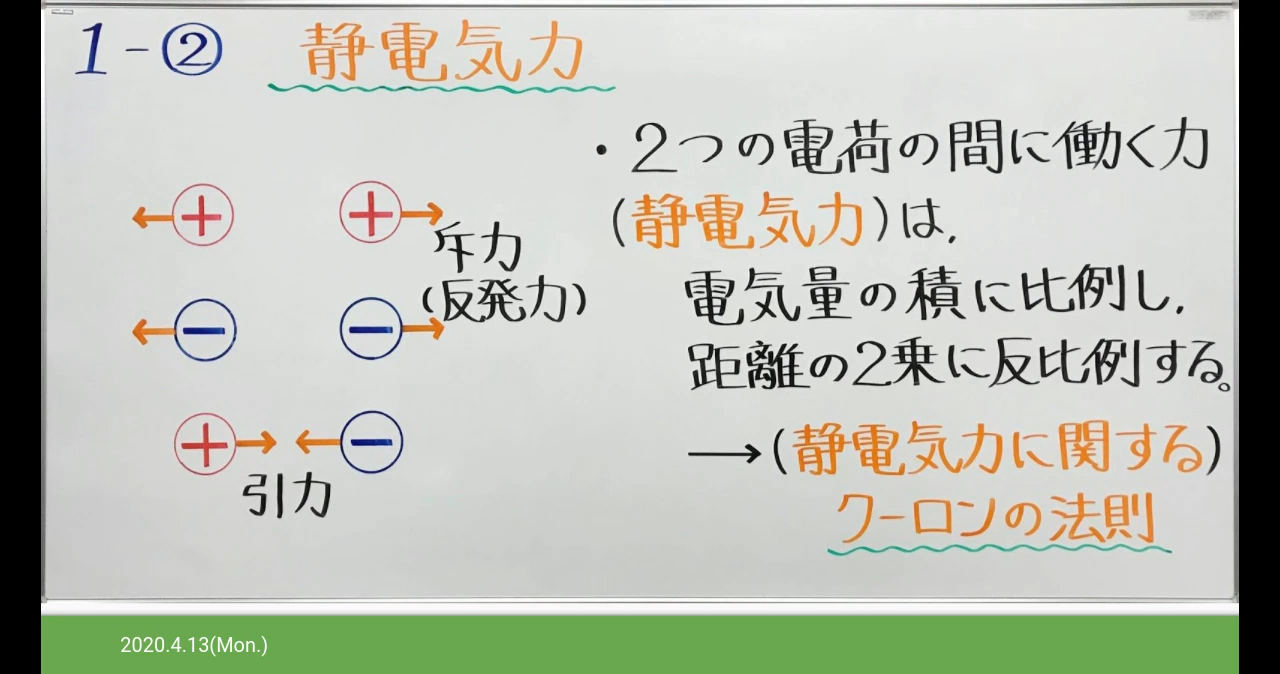 1-② 静電気力
・2つの電荷の間に働く力
(静電気力)は,
電気量の積に比例し,
距離の2乗に反比例する。
→(静電気力に関する)
クーロンの法則
+ +
斥力
(反発力)
− −
+ −
引力
2020.4.13(Mon.)